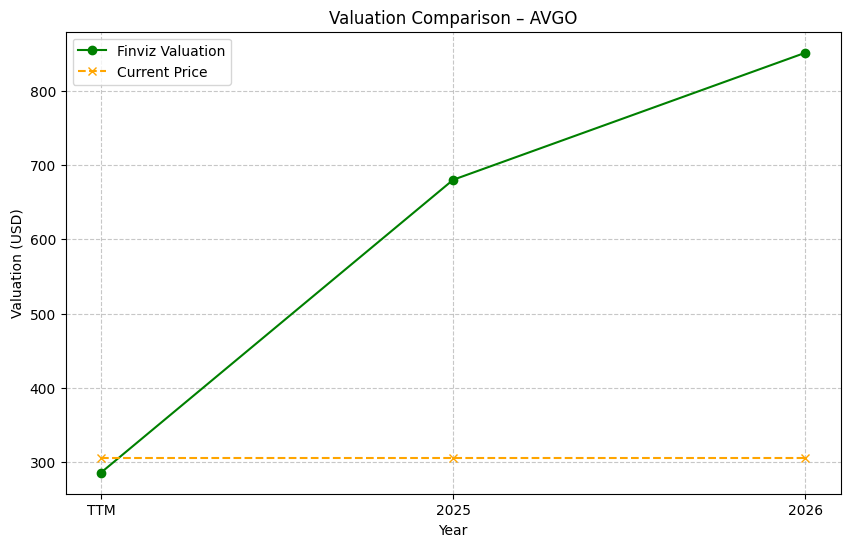 Valuation Comparison – AVGO
Finviz Valuation
Current Price
Valuation (USD)
800
700
600
500
400
300
TTM
2025
2026
Year